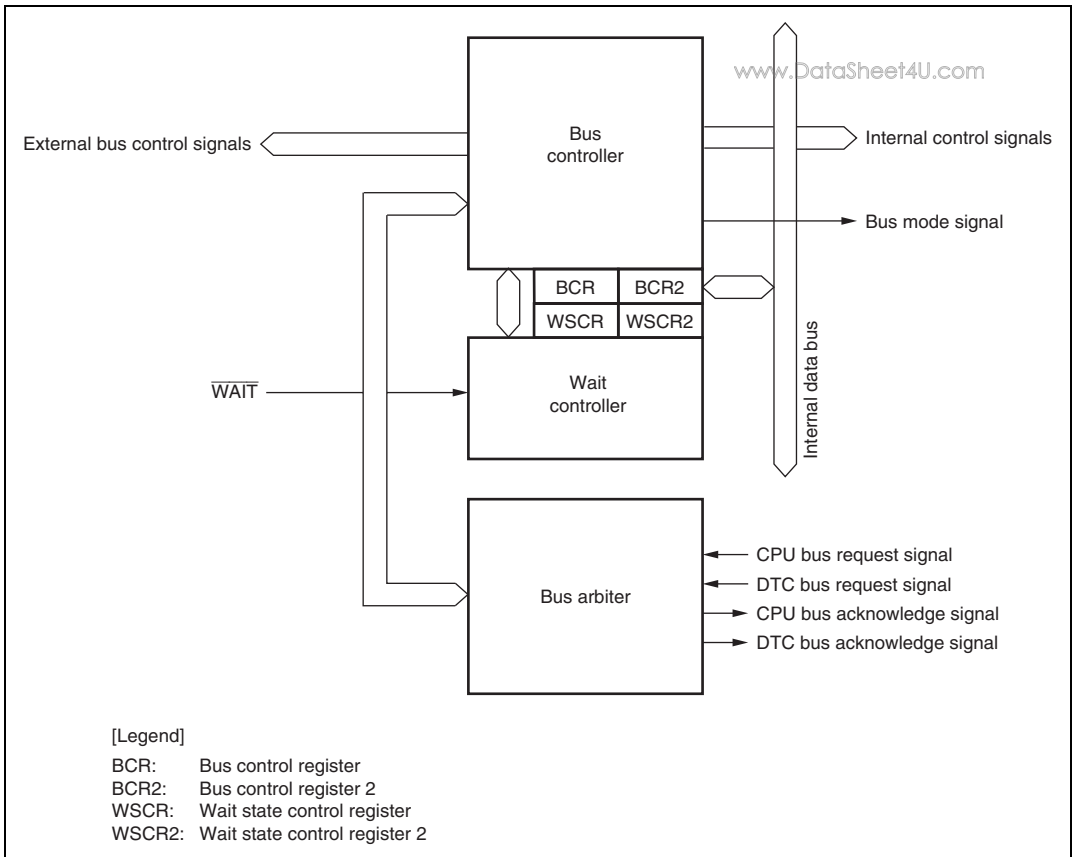 www.DataSheet4U.com
External bus control signals
Bus
controller
Internal control signals
Bus mode signal
BCR
BCR2
WSCR
WSCR2
Internal data bus
WAIT
Wait
controller
Bus arbiter
CPU bus request signal
DTC bus request signal
CPU bus acknowledge signal
DTC bus acknowledge signal
[Legend]
BCR: Bus control register
BCR2: Bus control register 2
WSCR: Wait state control register
WSCR2: Wait state control register 2